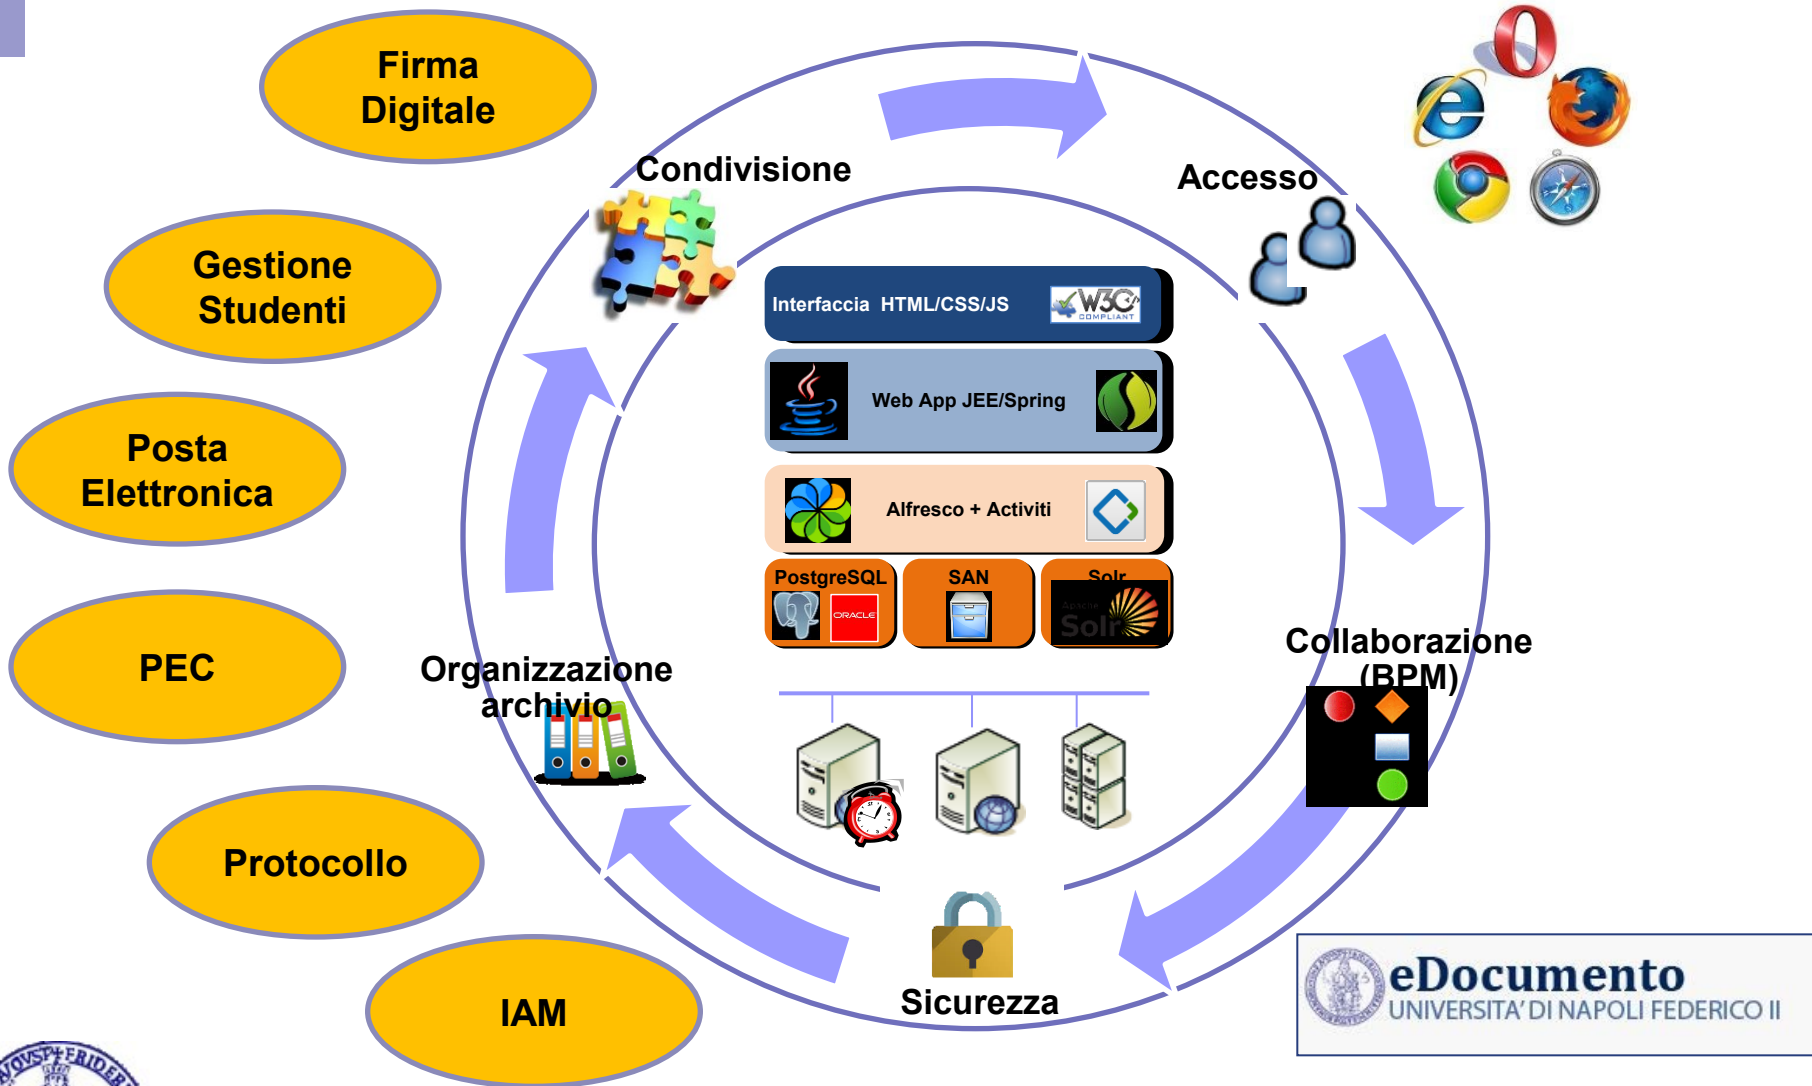 Firma
Digitale
Gestione
Studenti
Posta
Elettronica
PEC
Protocollo
IAM
Condivisione
Accesso
Interfaccia HTML/CSS/JS
W3C
COMPLIANT
Web App JEE/Spring
Alfresco + Activiti
PostgreSQL
ORACLE
SAN
Solr
Apache
Solr
Organizzazione
archivio
Collaborazione
(BPM)
Sicurezza
eDocumento
UNIVERSITA' DI NAPOLI FEDERICO II